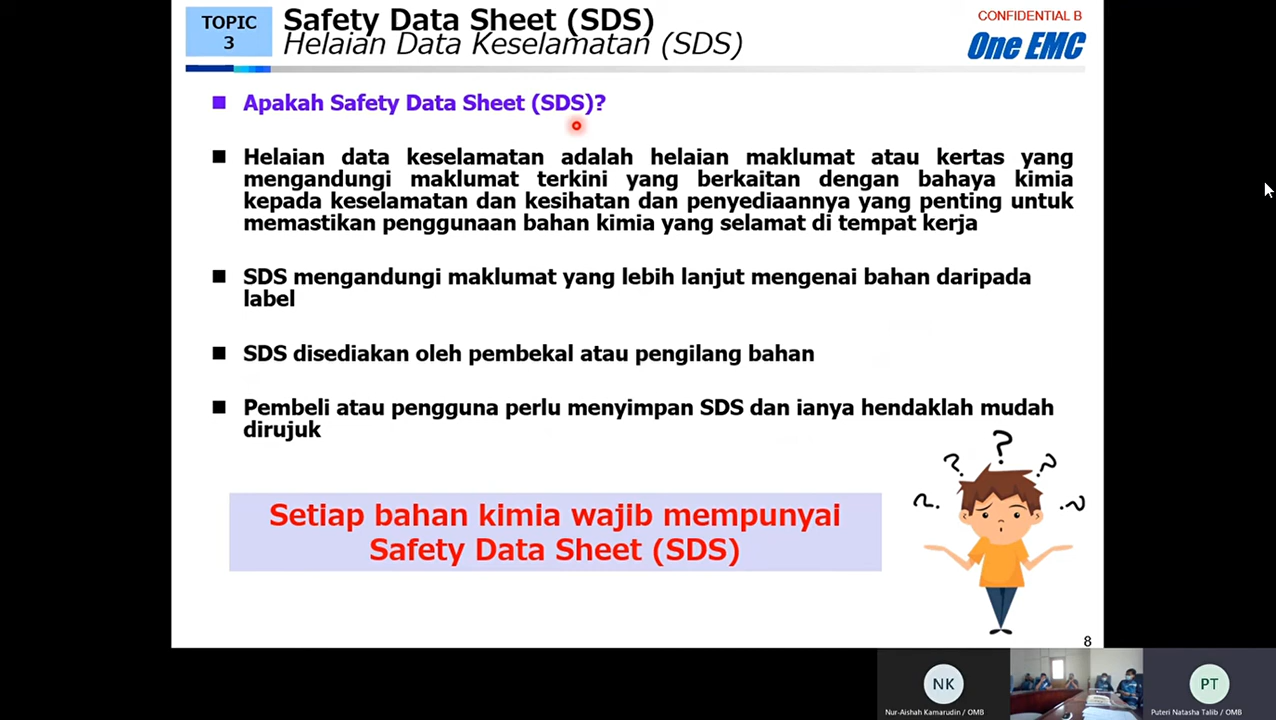 TOPIC
3
Safety Data Sheet (SDS)
Helaian Data Keselamatan (SDS)
CONFIDENTIAL B
One EMC
Apakah Safety Data Sheet (SDS)?
Helaian data keselamatan adalah helaian maklumat atau kertas yang
mengandungi maklumat terkini yang berkaitan dengan bahaya kimia
kepada keselamatan dan kesihatan dan penyediaannya yang penting untuk
memastikan penggunaan bahan kimia yang selamat di tempat kerja
SDS mengandungi maklumat yang lebih lanjut mengenai bahan daripada
label
SDS disediakan oleh pembekal atau pengilang bahan
Pembeli atau pengguna perlu menyimpan SDS dan ianya hendaklah mudah
dirujuk
? ? ? ? ?
Setiap bahan kimia wajib mempunyai
Safety Data Sheet (SDS)
8
NK
PT
Nur-Aishah Kamarudin / OMB
Puteri Natasha Talib / OMB